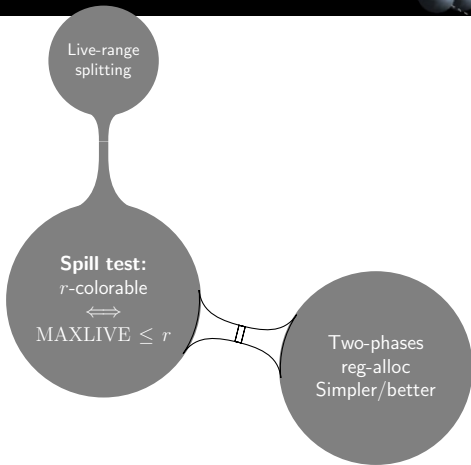 Live-range
splitting
Spill test:
r-colorable
⟺
MAXLIVE ≤ r
Two-phases
reg-alloc
Simpler/better